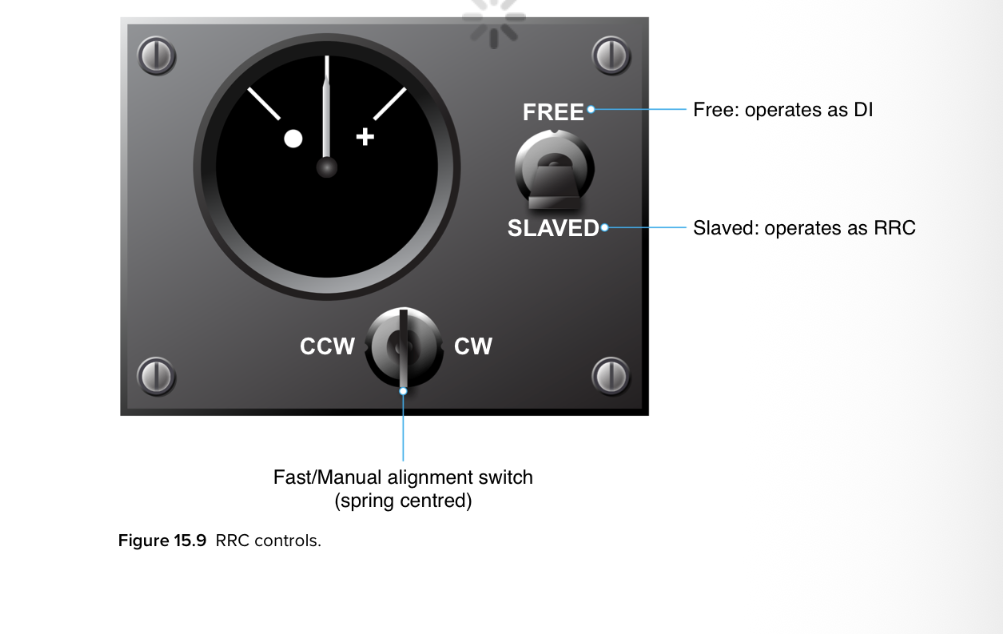 FREE
Free: operates as DI
SLAVED
Slaved: operates as RRC
CCW
CW
Fast/Manual alignment switch
(spring centred)
Figure 15.9 RRC controls.